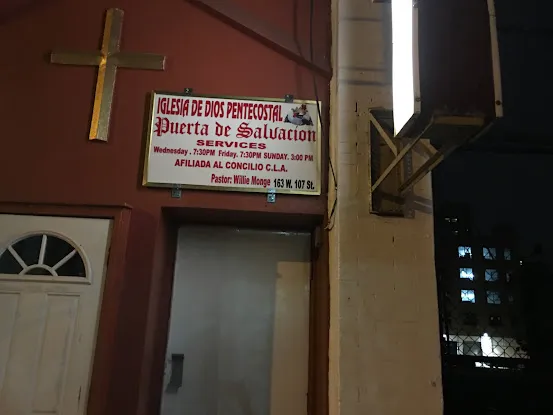 IGLESIA DE DIOS PENTECOSTAL
Puerta de Salvacion
SERVICES
Wednesday . 7:30PM Friday. 7:30PM SUNDAY. 3:00 PM
AFILIADA AL CONCILIO C.L.A.
Pastor: Willie Monge 163 W. 107 St.